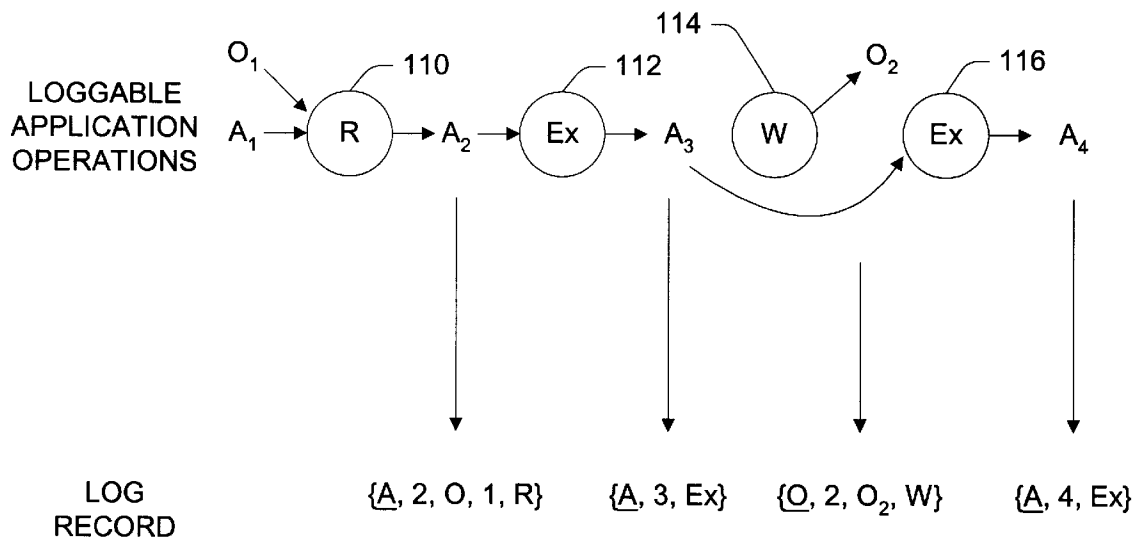 114
O₁
110
112
O₂
116
LOGGABLE
APPLICATION
OPERATIONS
A₁ R A₂ Ex A₃ W Ex A₄
LOG
RECORD
{A, 2, O, 1, R} {A, 3, Ex} {O, 2, O₂, W} {A, 4, Ex}